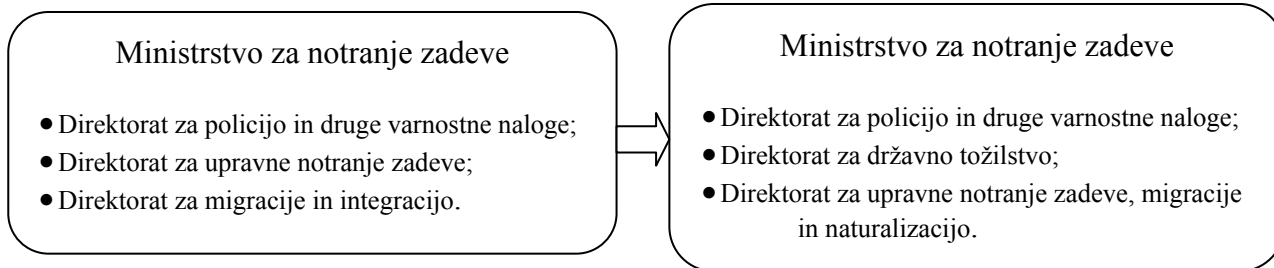 Ministrstvo za notranje zadeve
• Direktorat za policijo in druge varnostne naloge;
• Direktorat za upravne notranje zadeve;
• Direktorat za migracije in integracijo.
Ministrstvo za notranje zadeve
• Direktorat za policijo in druge varnostne naloge;
• Direktorat za državno tožilstvo;
• Direktorat za upravne notranje zadeve, migracije
in naturalizacijo.